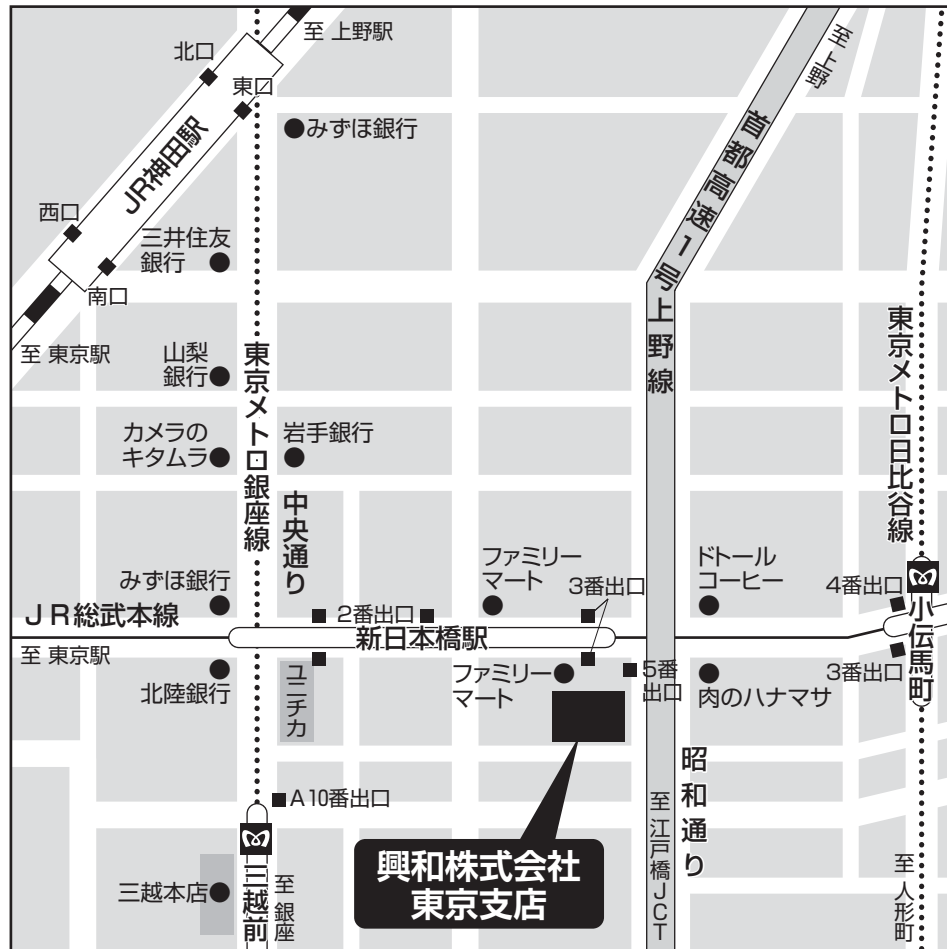 至 上野駅
北口
東口
みずほ銀行
JR神田駅
西口
三井住友
銀行
南口
至 東京駅
至 上野
首都高速1号上野線
山梨
銀行
東京メトロ銀座線
東京メトロ日比谷線
カメラの
キタムラ
岩手銀行
中央通り
みずほ銀行
ファミリー
マート
3番出口
ドトール
コーヒー
4番出口
JR総武本線
2番出口
新日本橋駅
小伝馬町
至 東京駅
北陸銀行
ユニチカ
ファミリー
マート
5番
出口
肉のハナマサ
3番出口
昭和通り
A10番出口
至 江戸橋JCT
三越本店
三越前
至 銀座
興和株式会社
東京支店
至 人形町